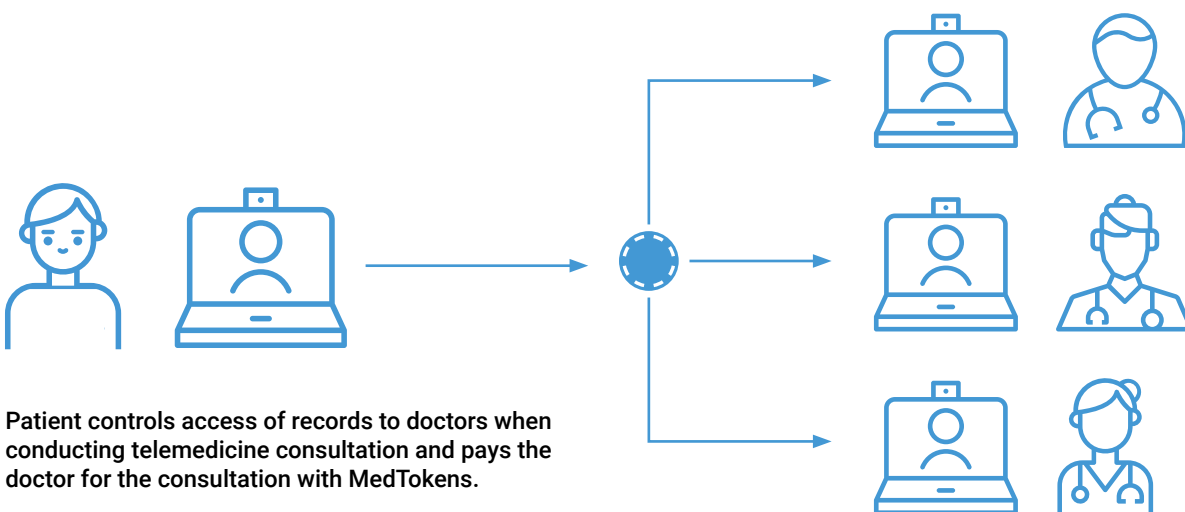 Patient controls access of records to doctors when
conducting telemedicine consultation and pays the
doctor for the consultation with MedTokens.